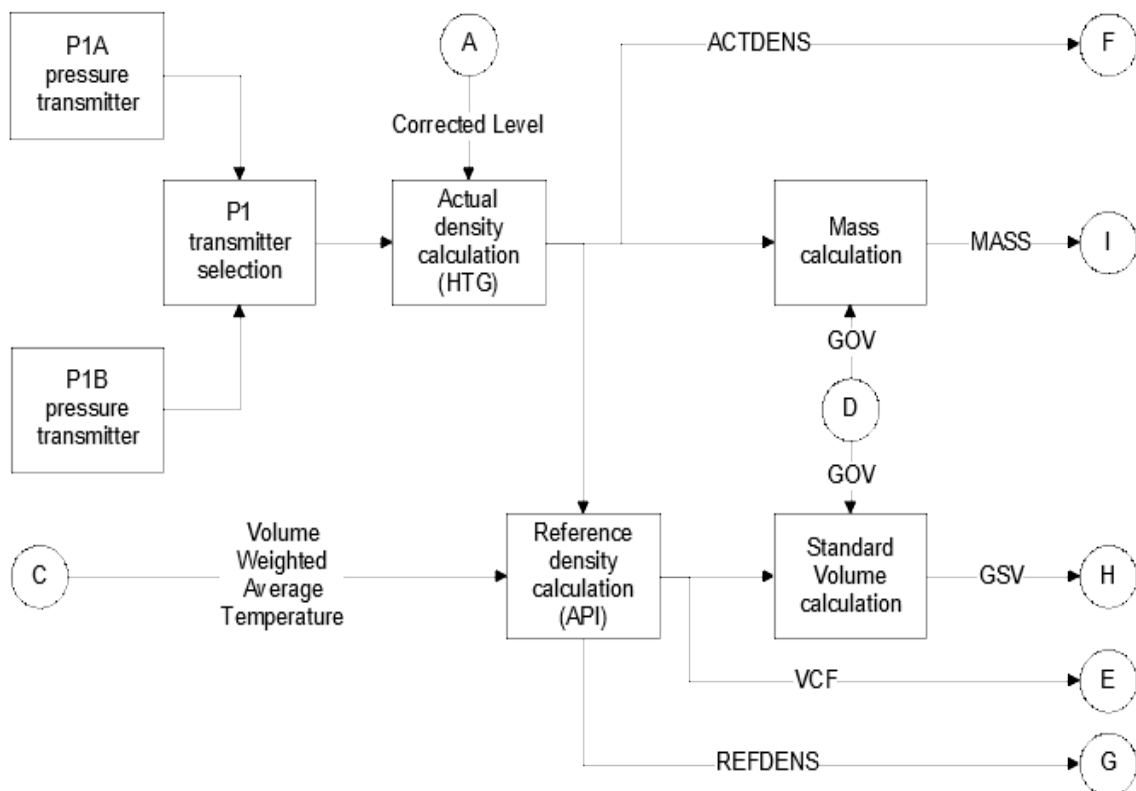 P1A
pressure
transmitter
A
ACTDENS
F
Corrected Level
P1
transmitter
selection
Actual
density
calculation
(HTG)
Mass
calculation
MASS
I
GOV
P1B
pressure
transmitter
D
GOV
C
Volume
Weighted
Average
Temperature
Reference
density
calculation
(API)
Standard
Volume
calculation
GSV
H
VCF
E
REFDENS
G